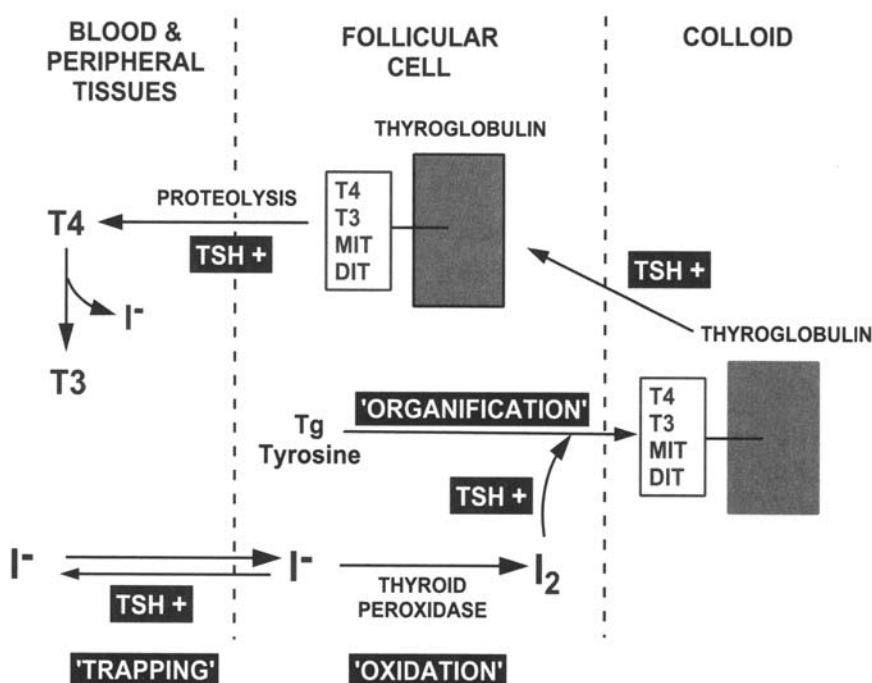 BLOOD &
PERIPHERAL
TISSUES
FOLLICULAR
CELL
COLLOID
THYROGLOBULIN
T4
T3
MIT
DIT
PROTEOLYSIS
TSH +
T4
I-
T3
TSH +
THYROGLOBULIN
T4
T3
MIT
DIT
'ORGANIFICATION'
Tg
Tyrosine
TSH +
I-
I-
I2
TSH +
THYROID
PEROXIDASE
'TRAPPING'
'OXIDATION'